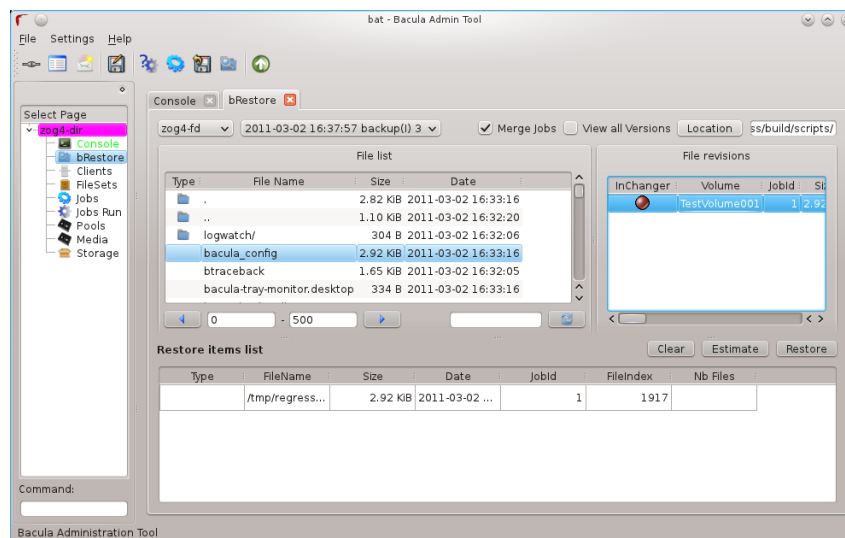 bat - Bacula Admin Tool
File Settings Help
Select Page
zog4-dir
Console
bRestore
Clients
FileSets
Jobs
Jobs Run
Pools
Media
Storage
Command:
Console bRestore
zog4-fd 2011-03-02 16:37:57 backup(I) 3 Merge Jobs View all Versions Location ss/build/scripts/
File list
Type File Name Size Date
. 2.82 KiB 2011-03-02 16:33:16
.. 1.10 KiB 2011-03-02 16:32:20
logwatch/ 304 B 2011-03-02 16:32:06
bacula_config 2.92 KiB 2011-03-02 16:33:16
btraceback 1.65 KiB 2011-03-02 16:32:05
bacula-tray-monitor.desktop 334 B 2011-03-02 16:33:16
0 - 500
File revisions
InChanger Volume JobId Siz
TestVolume001 1 2.92
Restore items list Clear Estimate Restore
Type FileName Size Date JobId FileIndex Nb Files
/tmp/regress... 2.92 KiB 2011-03-02 ... 1 1917
Bacula Administration Tool